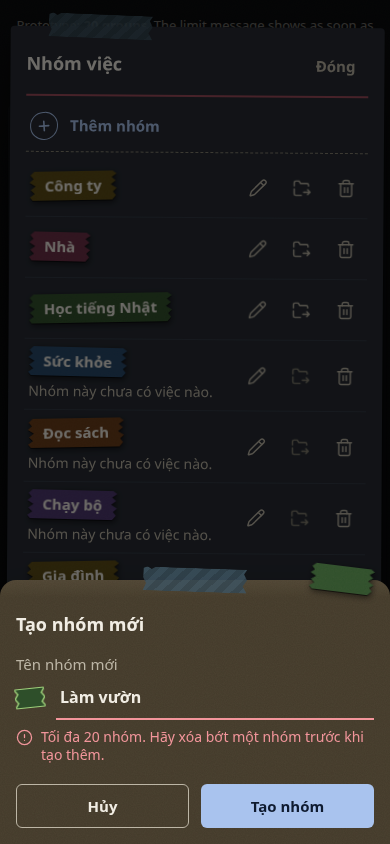 The limit message shows as soon as
Nhóm việc
Đóng
Thêm nhóm
Công ty
Nhà
Học tiếng Nhật
Sức khỏe
Nhóm này chưa có việc nào.
Đọc sách
Nhóm này chưa có việc nào.
Chạy bộ
Nhóm này chưa có việc nào.
Gia đình
Tạo nhóm mới
Tên nhóm mới
Làm vườn
Tối đa 20 nhóm. Hãy xóa bớt một nhóm trước khi
tạo thêm.
Hủy
Tạo nhóm